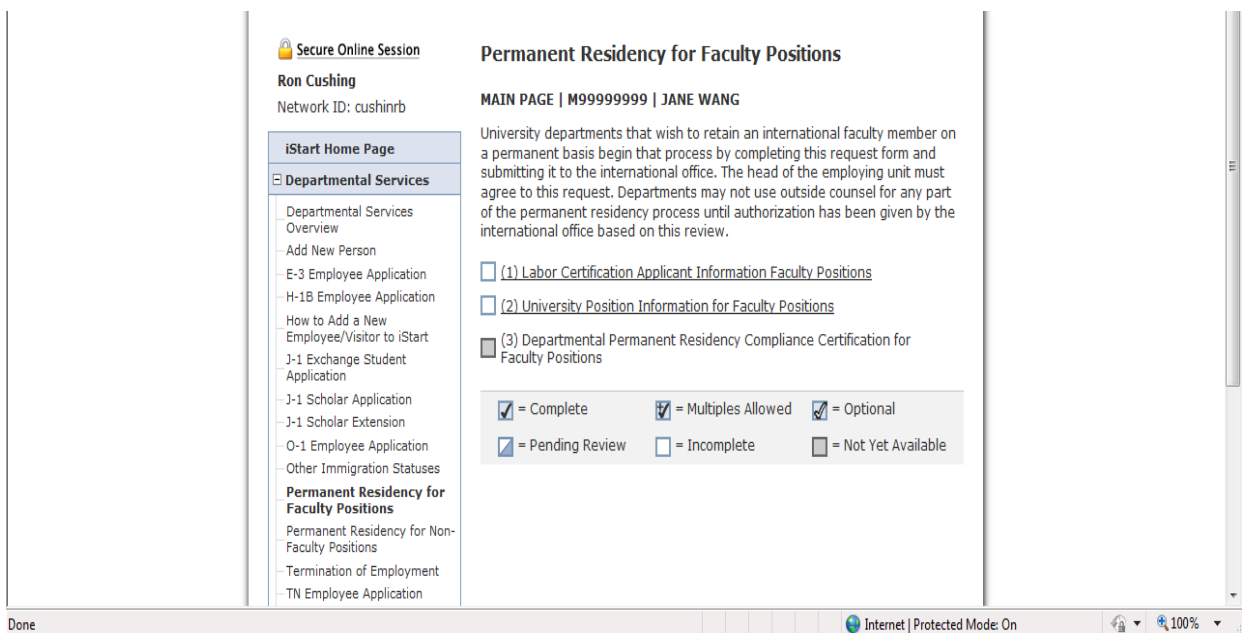 Secure Online Session
Ron Cushing
Network ID: cushinrb
iStart Home Page
Departmental Services
Departmental Services
Overview
Add New Person
E-3 Employee Application
H-1B Employee Application
How to Add a New
Employee/Visitor to iStart
J-1 Exchange Student
Application
J-1 Scholar Application
J-1 Scholar Extension
O-1 Employee Application
Other Immigration Statuses
Permanent Residency for
Faculty Positions
Permanent Residency for Non-
Faculty Positions
Termination of Employment
TN Employee Application
Permanent Residency for Faculty Positions
MAIN PAGE | M99999999 | JANE WANG
University departments that wish to retain an international faculty member on
a permanent basis begin that process by completing this request form and
submitting it to the international office. The head of the employing unit must
agree to this request. Departments may not use outside counsel for any part
of the permanent residency process until authorization has been given by the
international office based on this review.
(1) Labor Certification Applicant Information Faculty Positions
(2) University Position Information for Faculty Positions
(3) Departmental Permanent Residency Compliance Certification for
Faculty Positions
= Complete = Multiples Allowed = Optional
= Pending Review = Incomplete = Not Yet Available
Done Internet | Protected Mode: On 100%